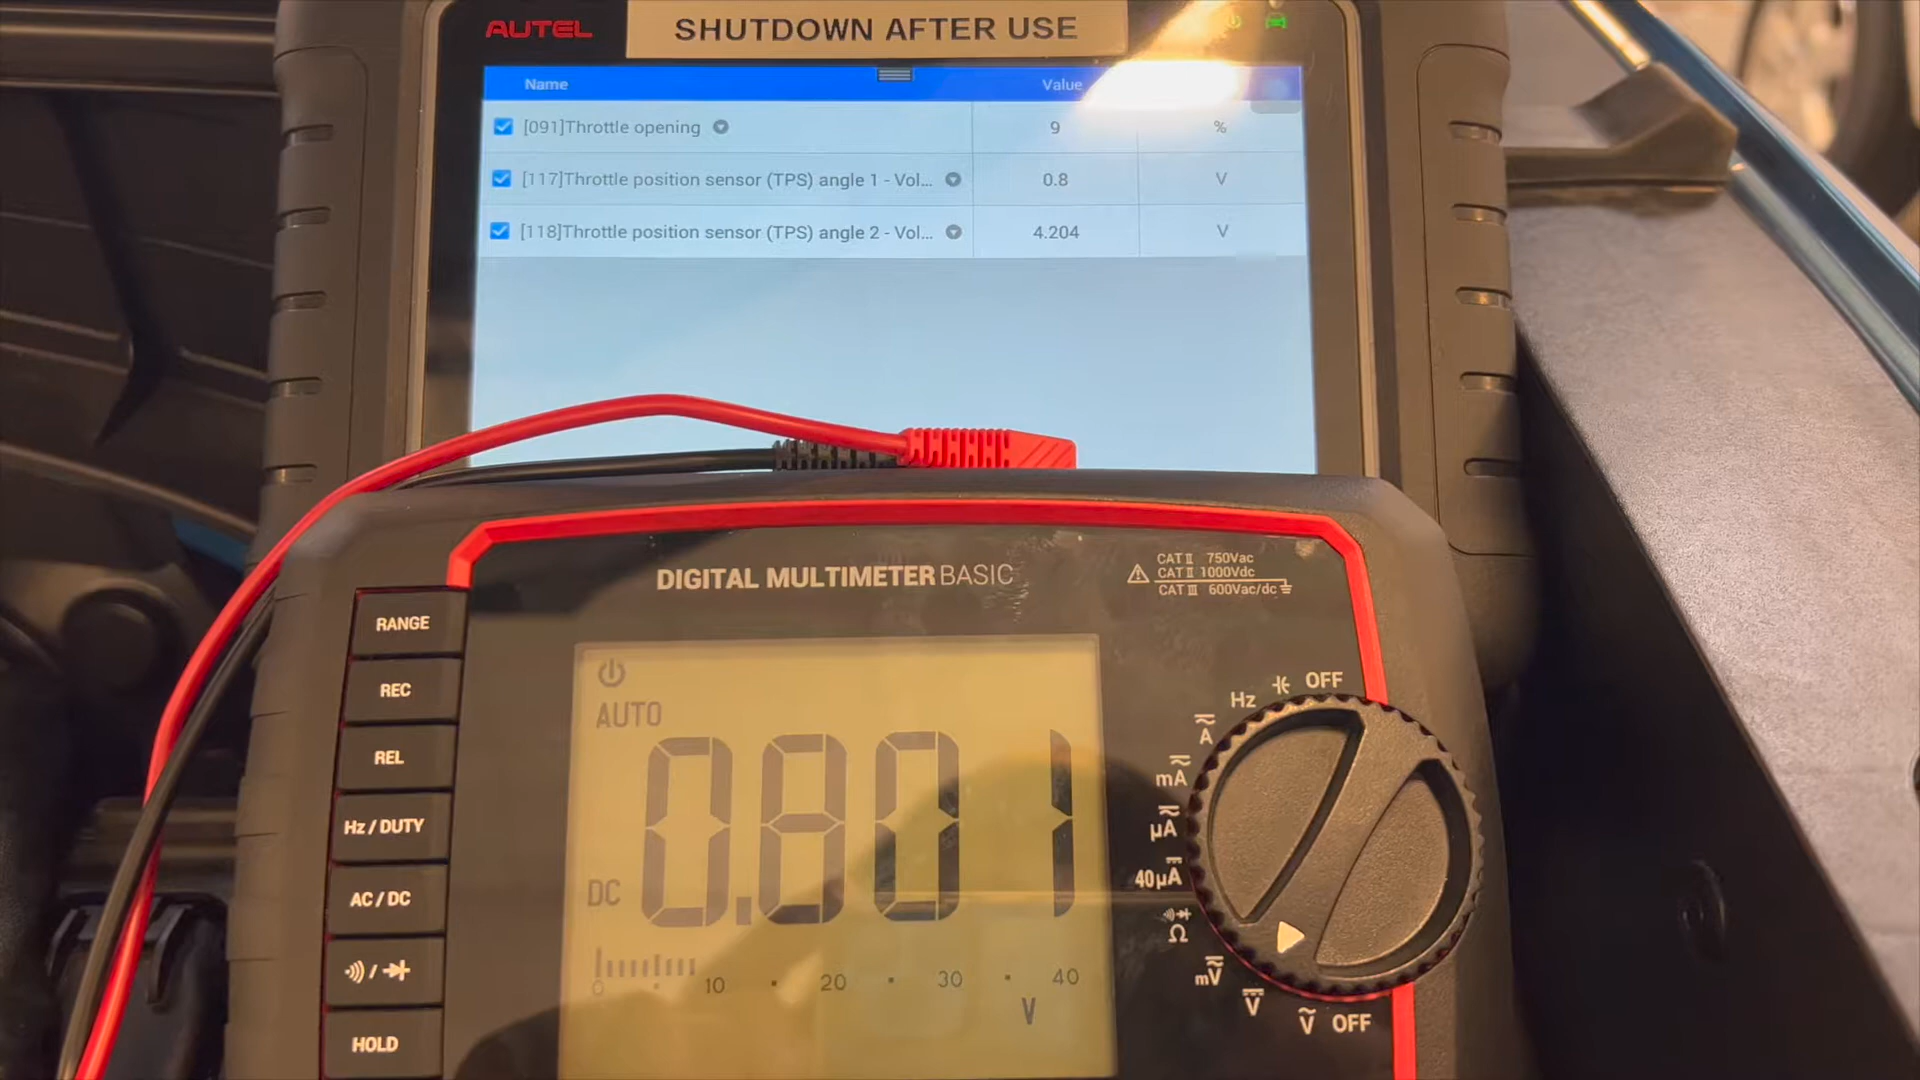 AUTEL
SHUTDOWN AFTER USE
Name Value
[091]Throttle opening 9 %
[117]Throttle position sensor (TPS) angle 1 - Vol... 0.8 V
[118]Throttle position sensor (TPS) angle 2 - Vol... 4.204 V
DIGITAL MULTIMETER BASIC
CAT II 750Vac
CAT II 1000Vdc
CAT III 600Vac/dc
RANGE
REC
REL
Hz / DUTY
AC / DC
HOLD
AUTO
DC
0.801
0 10 20 30 40
V
OFF
Hz
A
mA
µA
40µA
Ω
mV
V
V
OFF